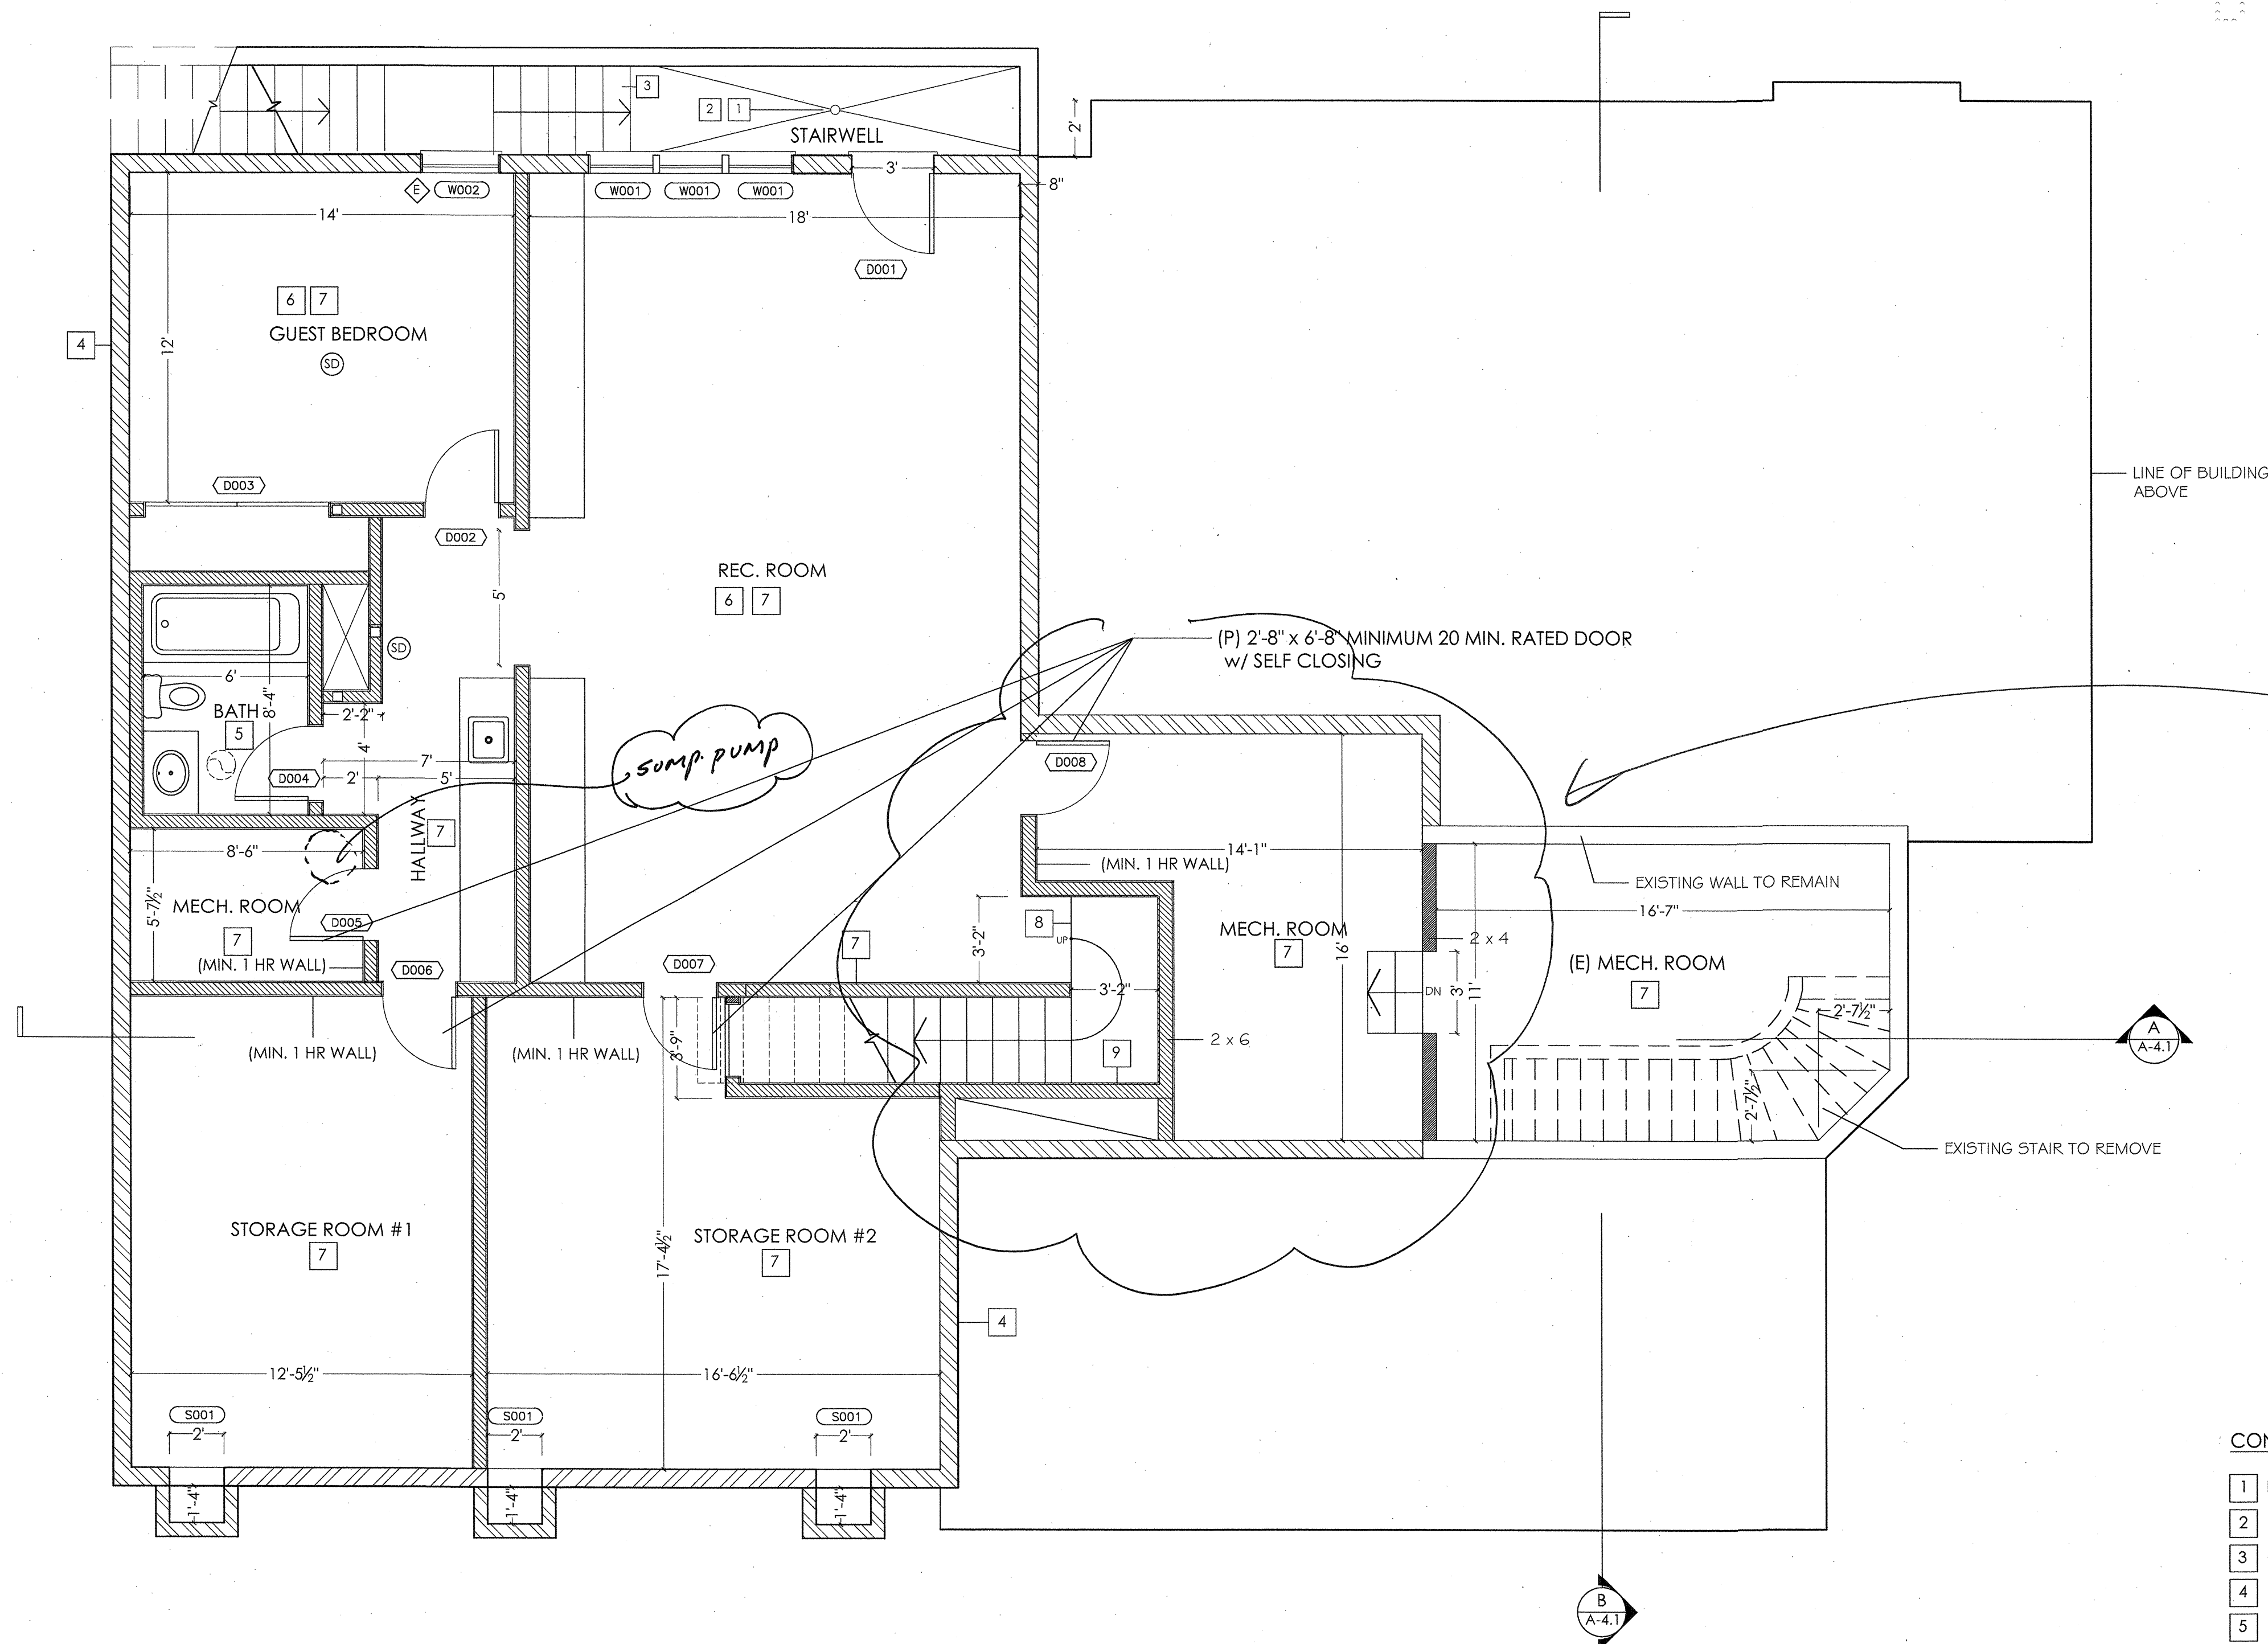 3
2 1
STAIRWELL
2'
3'
8"
E W002
W001 W001 W001
14'
18'
D001
6 7
GUEST BEDROOM
SD
4
12'
LINE OF BUILDING
ABOVE
D003
D002
REC. ROOM
6 7
5'
SD
(P) 2'-8" x 6'-8" MINIMUM 20 MIN. RATED DOOR
w/ SELF CLOSING
6'
8'-4"
BATH
5
2'-2"
4'
sump. pump
7'
D004
2'
5'
D008
HALLWAY
7
8'-6"
14'-1"
(MIN. 1 HR WALL)
EXISTING WALL TO REMAIN
5'-7½"
MECH. ROOM
7
D005
(MIN. 1 HR WALL)
16'-7"
8
UP
3'-2"
7
MECH. ROOM
7
16'
2 x 4
(E) MECH. ROOM
7
D006
D007
3'-2"
DN
3'
11'
2'-7½"
(MIN. 1 HR WALL)
(MIN. 1 HR WALL)
3'-9"
9
2 x 6
A
A-4.1
2'-7½"
EXISTING STAIR TO REMOVE
STORAGE ROOM #1
7
STORAGE ROOM #2
7
17'-4½"
4
12'-5½"
16'-6½"
S001
S001
S001
2'
2'
2'
1'-4"
1'-4"
1'-4"
B
A-4.1
CON
1
2
3
4
5